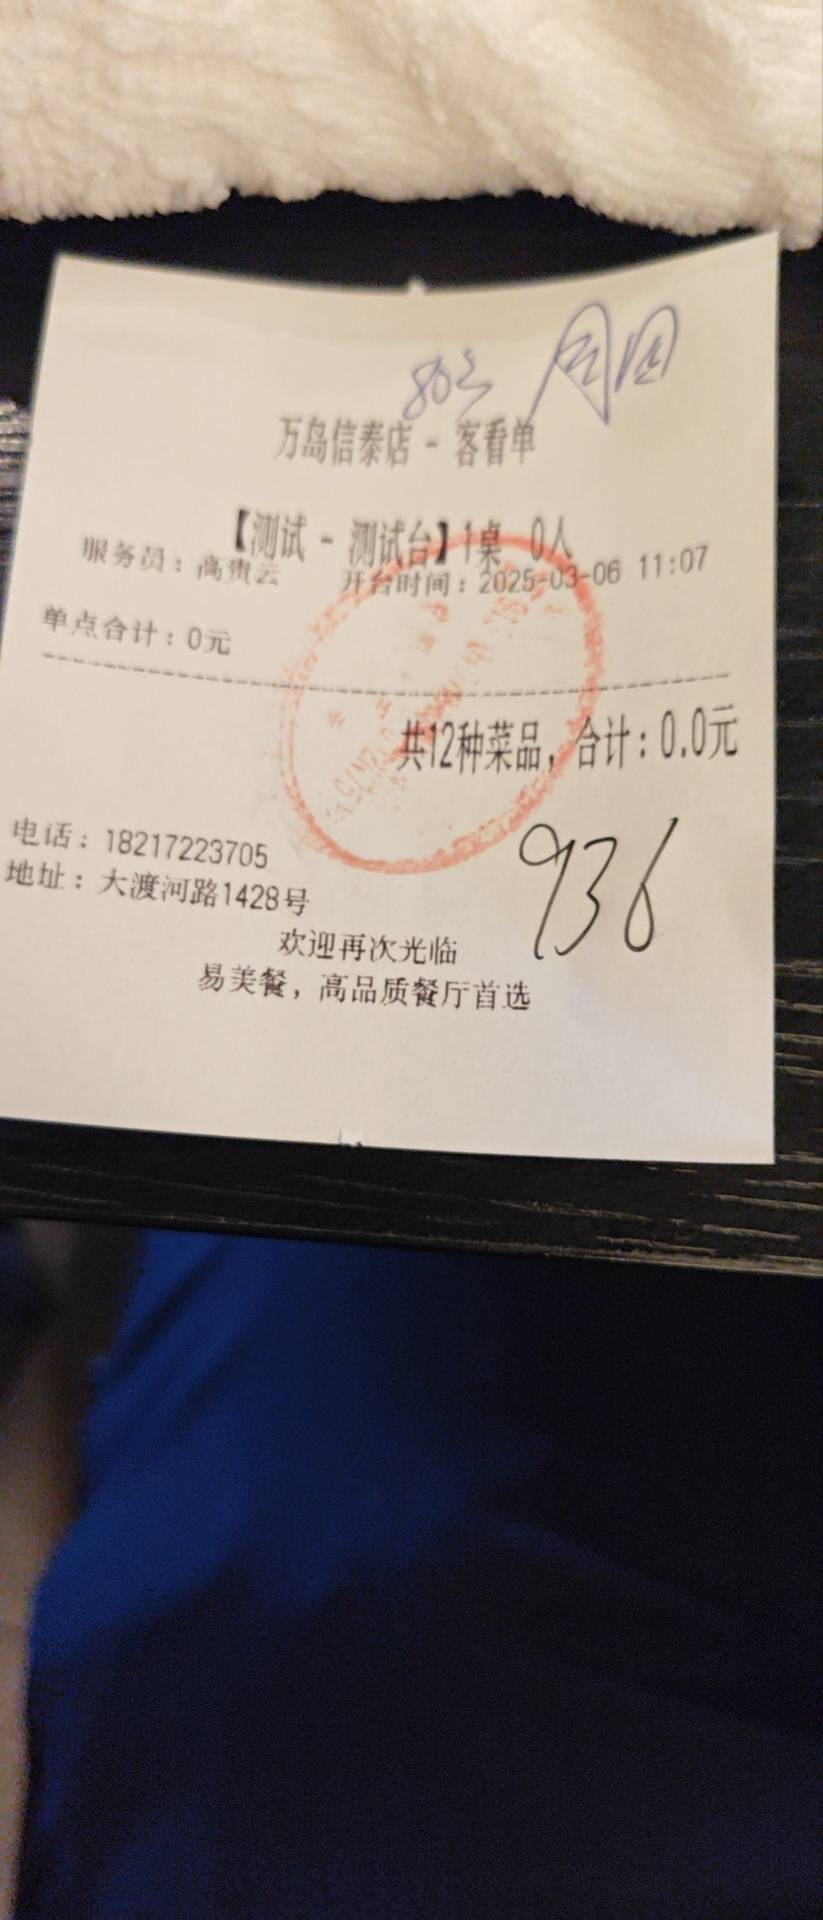 万岛信泰店 - 客看单
【测试 - 测试台】1桌 0人
服务员：高贵云 开台时间：2025-03-06 11:07
单点合计：0元
共12种菜品，合计：0.0元
电话：18217223705
936
地址：大渡河路1428号
欢迎再次光临
易美餐，高品质餐厅首选